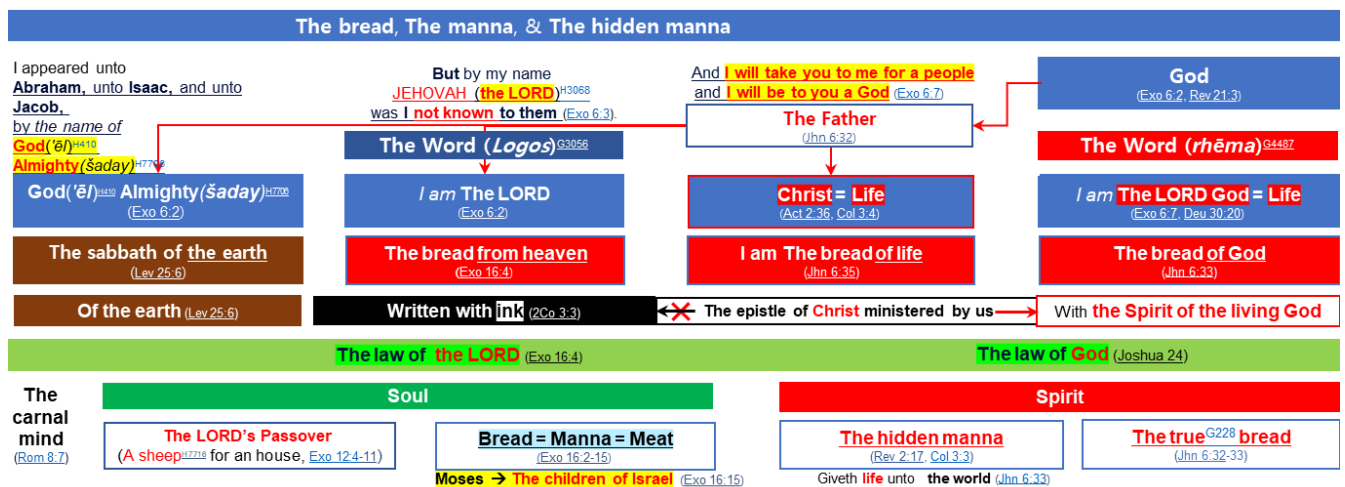 The bread, The manna, & The hidden manna
I appeared unto
Abraham, unto Isaac, and unto
Jacob,
by the name of
God('ēl)H410
Almighty(šaday)H7706
But by my name
JEHOVAH (the LORD)H3068
was I not known to them (Exo 6:3).
And I will take you to me for a people
and I will be to you a God (Exo 6:7)
God
(Exo 6:2, Rev 21:3)
The Father
(Jhn 6:32)
The Word (Logos)G3056
The Word (rhēma)G4487
God('ēl)H410 Almighty(šaday)H7706
(Exo 6:2)
I am The LORD
(Exo 6:2)
Christ = Life
(Act 2:36, Col 3:4)
I am The LORD God = Life
(Exo 6:7, Deu 30:20)
The sabbath of the earth
(Lev 25:6)
The bread from heaven
(Exo 16:4)
I am The bread of life
(Jhn 6:35)
The bread of God
(Jhn 6:33)
Of the earth (Lev 25:6)
Written with ink (2Co 3:3)
The epistle of Christ ministered by us
With the Spirit of the living God
The law of the LORD (Exo 16:4)
The law of God (Joshua 24)
The
carnal
mind
(Rom 8:7)
Soul
Spirit
The LORD's Passover
(A sheepH7716 for an house, Exo 12:4-11)
Bread = Manna = Meat
(Exo 16:2-15)
Moses → The children of Israel (Exo 16:15)
The hidden manna
(Rev 2:17, Col 3:3)
Giveth life unto the world (Jhn 6:33)
The trueG228 bread
(Jhn 6:32-33)